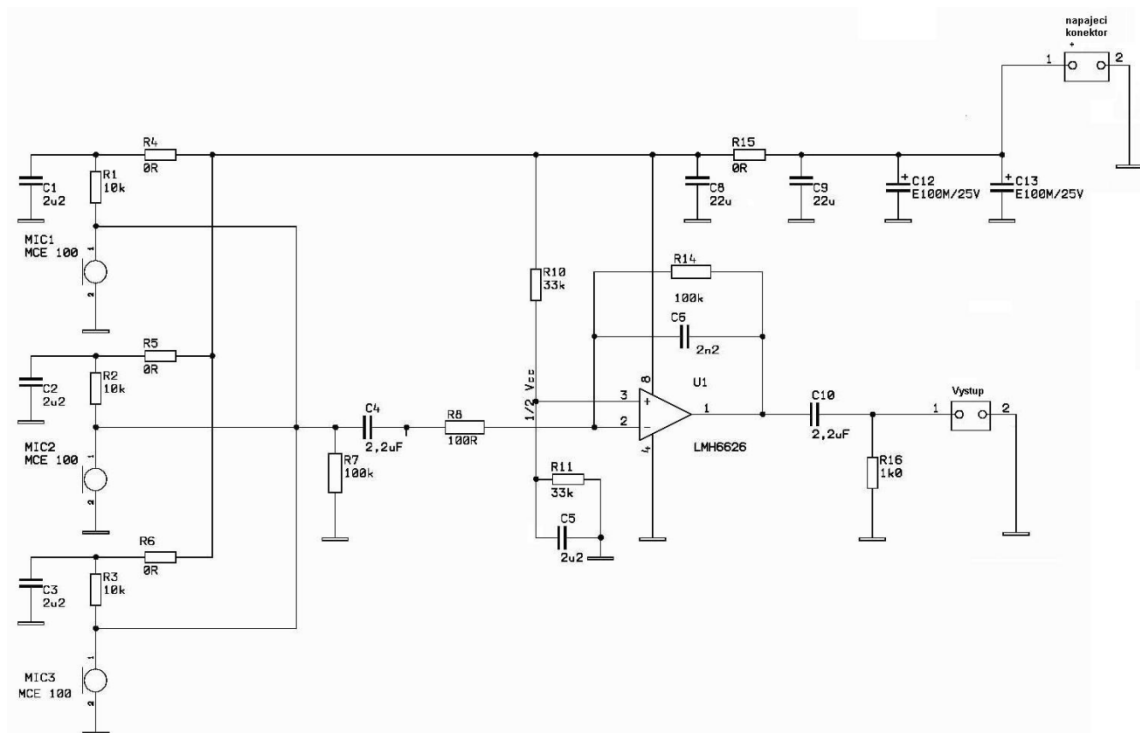 napajeci
konektor
+
1
2
R4
0R
R15
0R
R1
10k
C1
2u2
C8
22u
C9
22u
+
C12
E100M/25V
+
C13
E100M/25V
MIC1
MCE 100
1
2
R10
33k
R14
100k
C6
2n2
R5
0R
R2
10k
C2
2u2
1/2 Vcc
8
U1
3
+
2
-
1
4
LMH6626
C10
2,2uF
Vystup
1
2
C4
2,2uF
R8
100R
MIC2
MCE 100
1
2
R7
100k
R11
33k
C5
2u2
R16
1k0
R6
0R
R3
10k
C3
2u2
MIC3
MCE 100
1
2